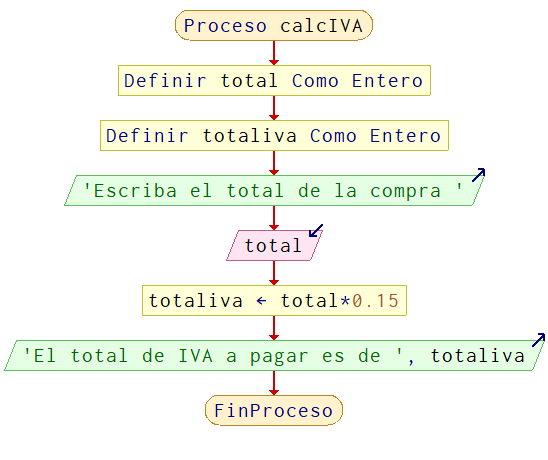 Proceso calcIVA
Definir total Como Entero
Definir totaliva Como Entero
'Escriba el total de la compra '
total
totaliva ← total*0.15
'El total de IVA a pagar es de ', totaliva
FinProceso